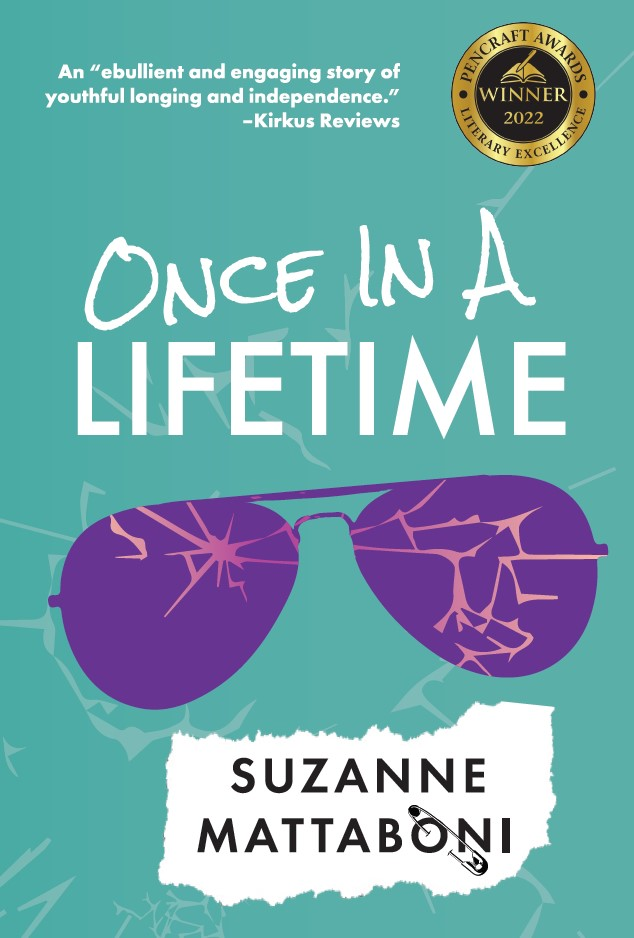 An “ebullient and engaging story of
youthful longing and independence.”
–Kirkus Reviews
PENCRAFT AWARDS
WINNER
2022
LITERARY EXCELLENCE
ONCE IN A
LIFETIME
SUZANNE
MATTABONI